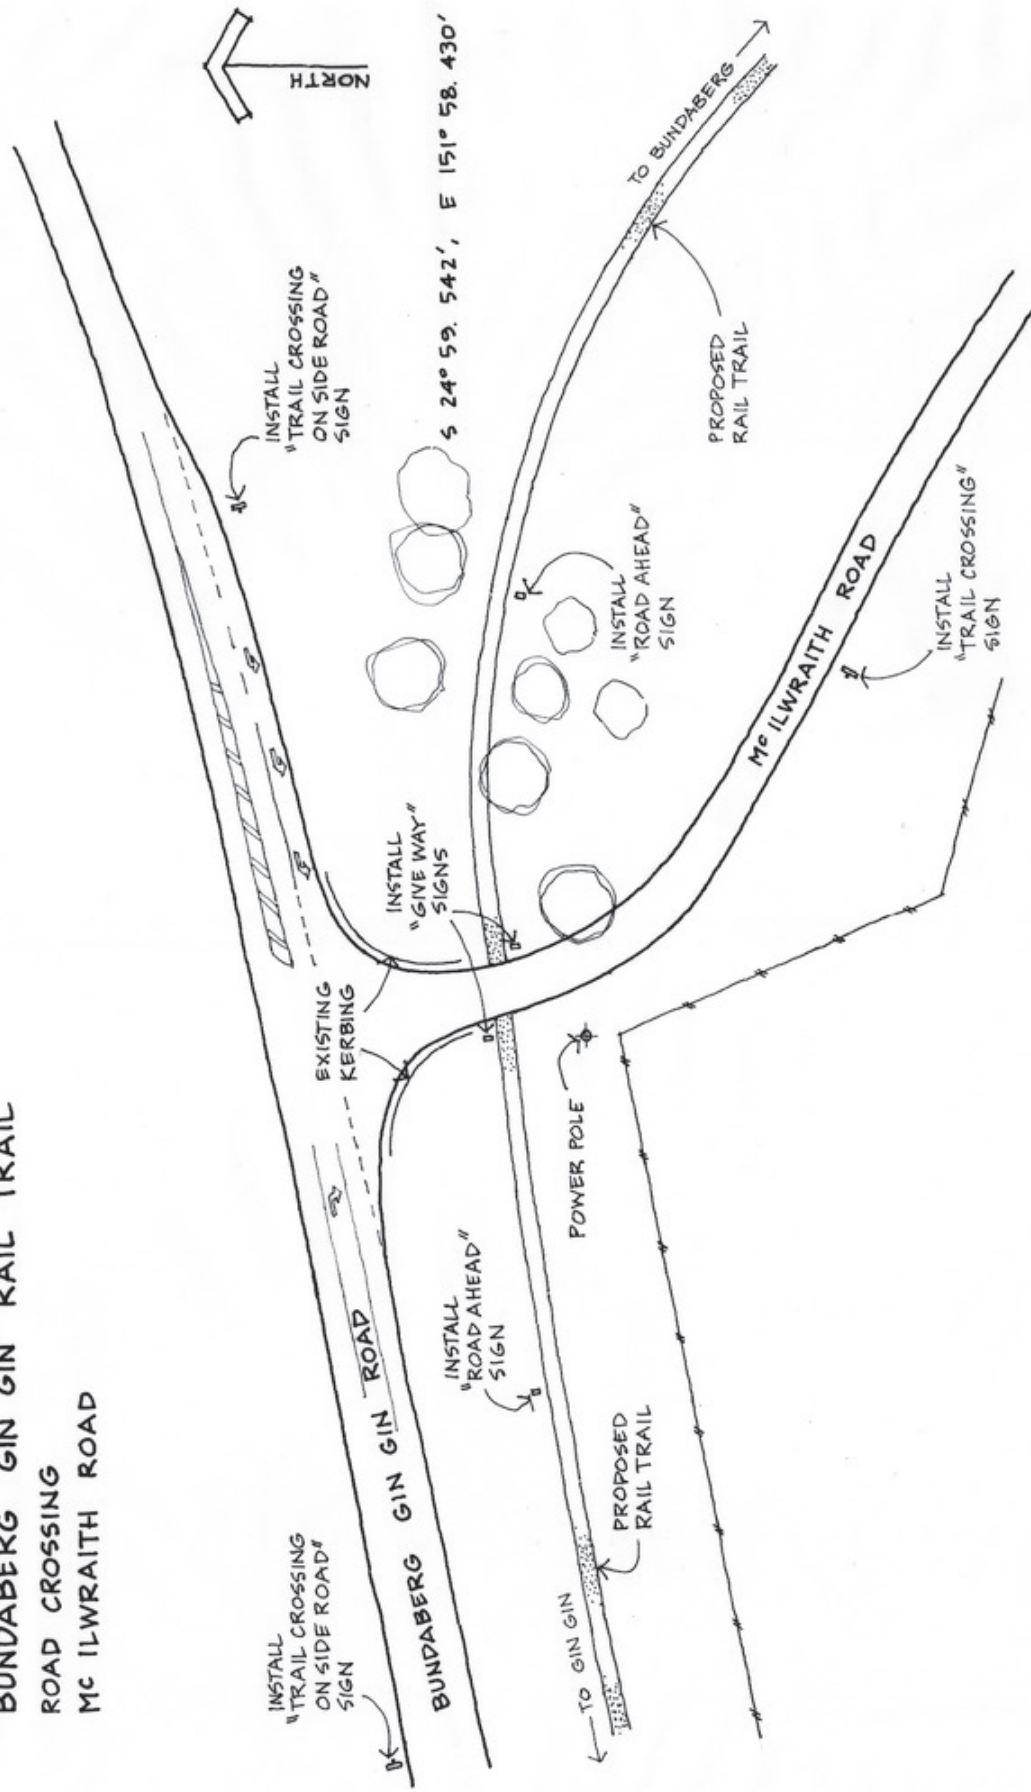 BUNDABERG GIN GIN RAIL TRAIL
ROAD CROSSING
Mc ILWRAITH ROAD
NORTH
INSTALL
"TRAIL CROSSING
ON SIDE ROAD"
SIGN
INSTALL
"TRAIL CROSSING
ON SIDE ROAD"
SIGN
S 24° 59. 542', E 151° 58. 430'
BUNDABERG GIN GIN ROAD
EXISTING
KERBING
INSTALL
"GIVE WAY"
SIGNS
TO BUNDABERG
INSTALL
"ROAD AHEAD"
SIGN
INSTALL
"ROAD AHEAD"
SIGN
PROPOSED
RAIL TRAIL
POWER POLE
TO GIN GIN
PROPOSED
RAIL TRAIL
Mc ILWRAITH ROAD
INSTALL
"TRAIL CROSSING"
SIGN